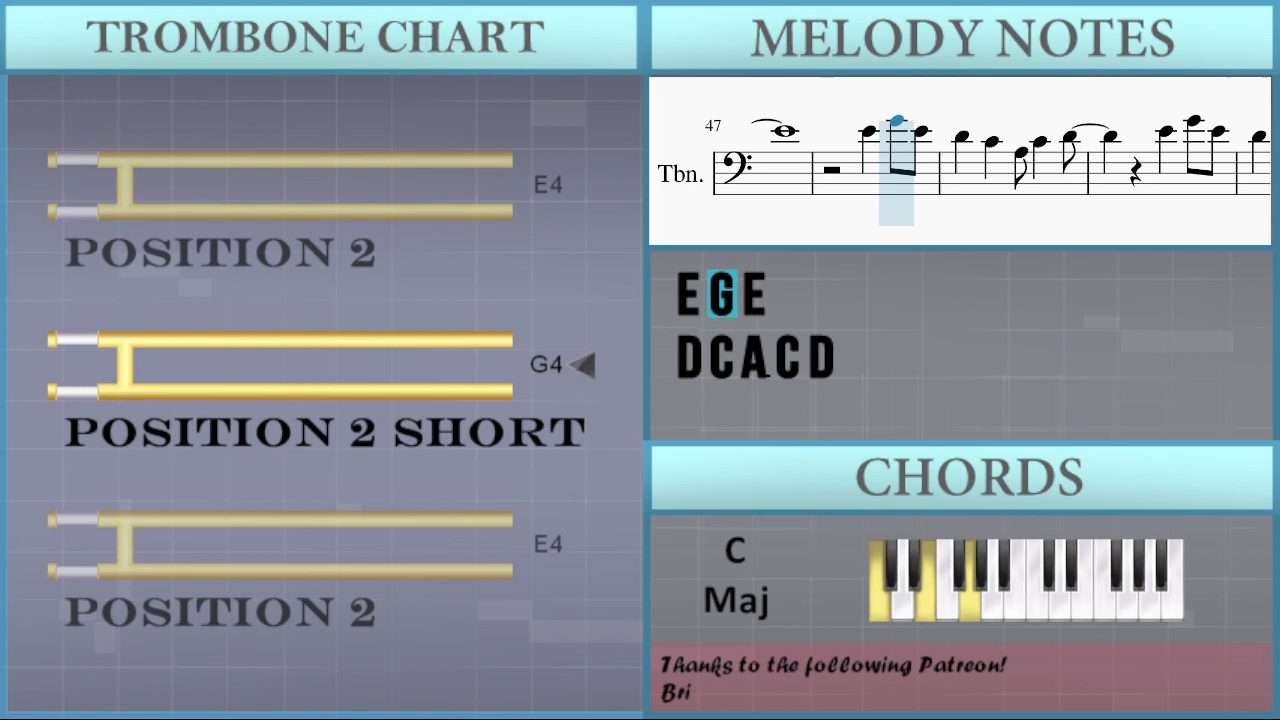 TROMBONE CHART
E4
POSITION 2
G4
POSITION 2 SHORT
E4
POSITION 2
MELODY NOTES
47
Tbn.
EGE
DCACD
CHORDS
C
Maj
Thanks to the following Patreon!
Bri